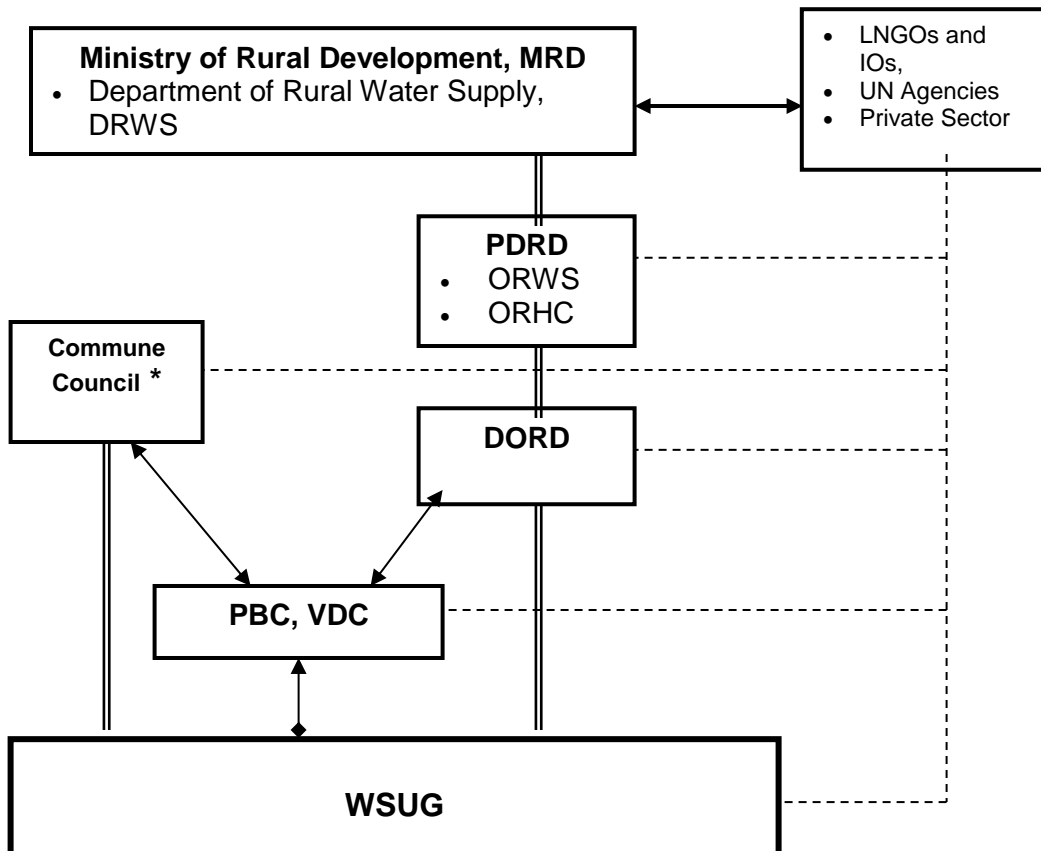 Ministry of Rural Development, MRD
• Department of Rural Water Supply,
DRWS
• LNGOs and
IOs,
• UN Agencies
• Private Sector
PDRD
• ORWS
• ORHC
Commune
Council *
DORD
PBC, VDC
WSUG